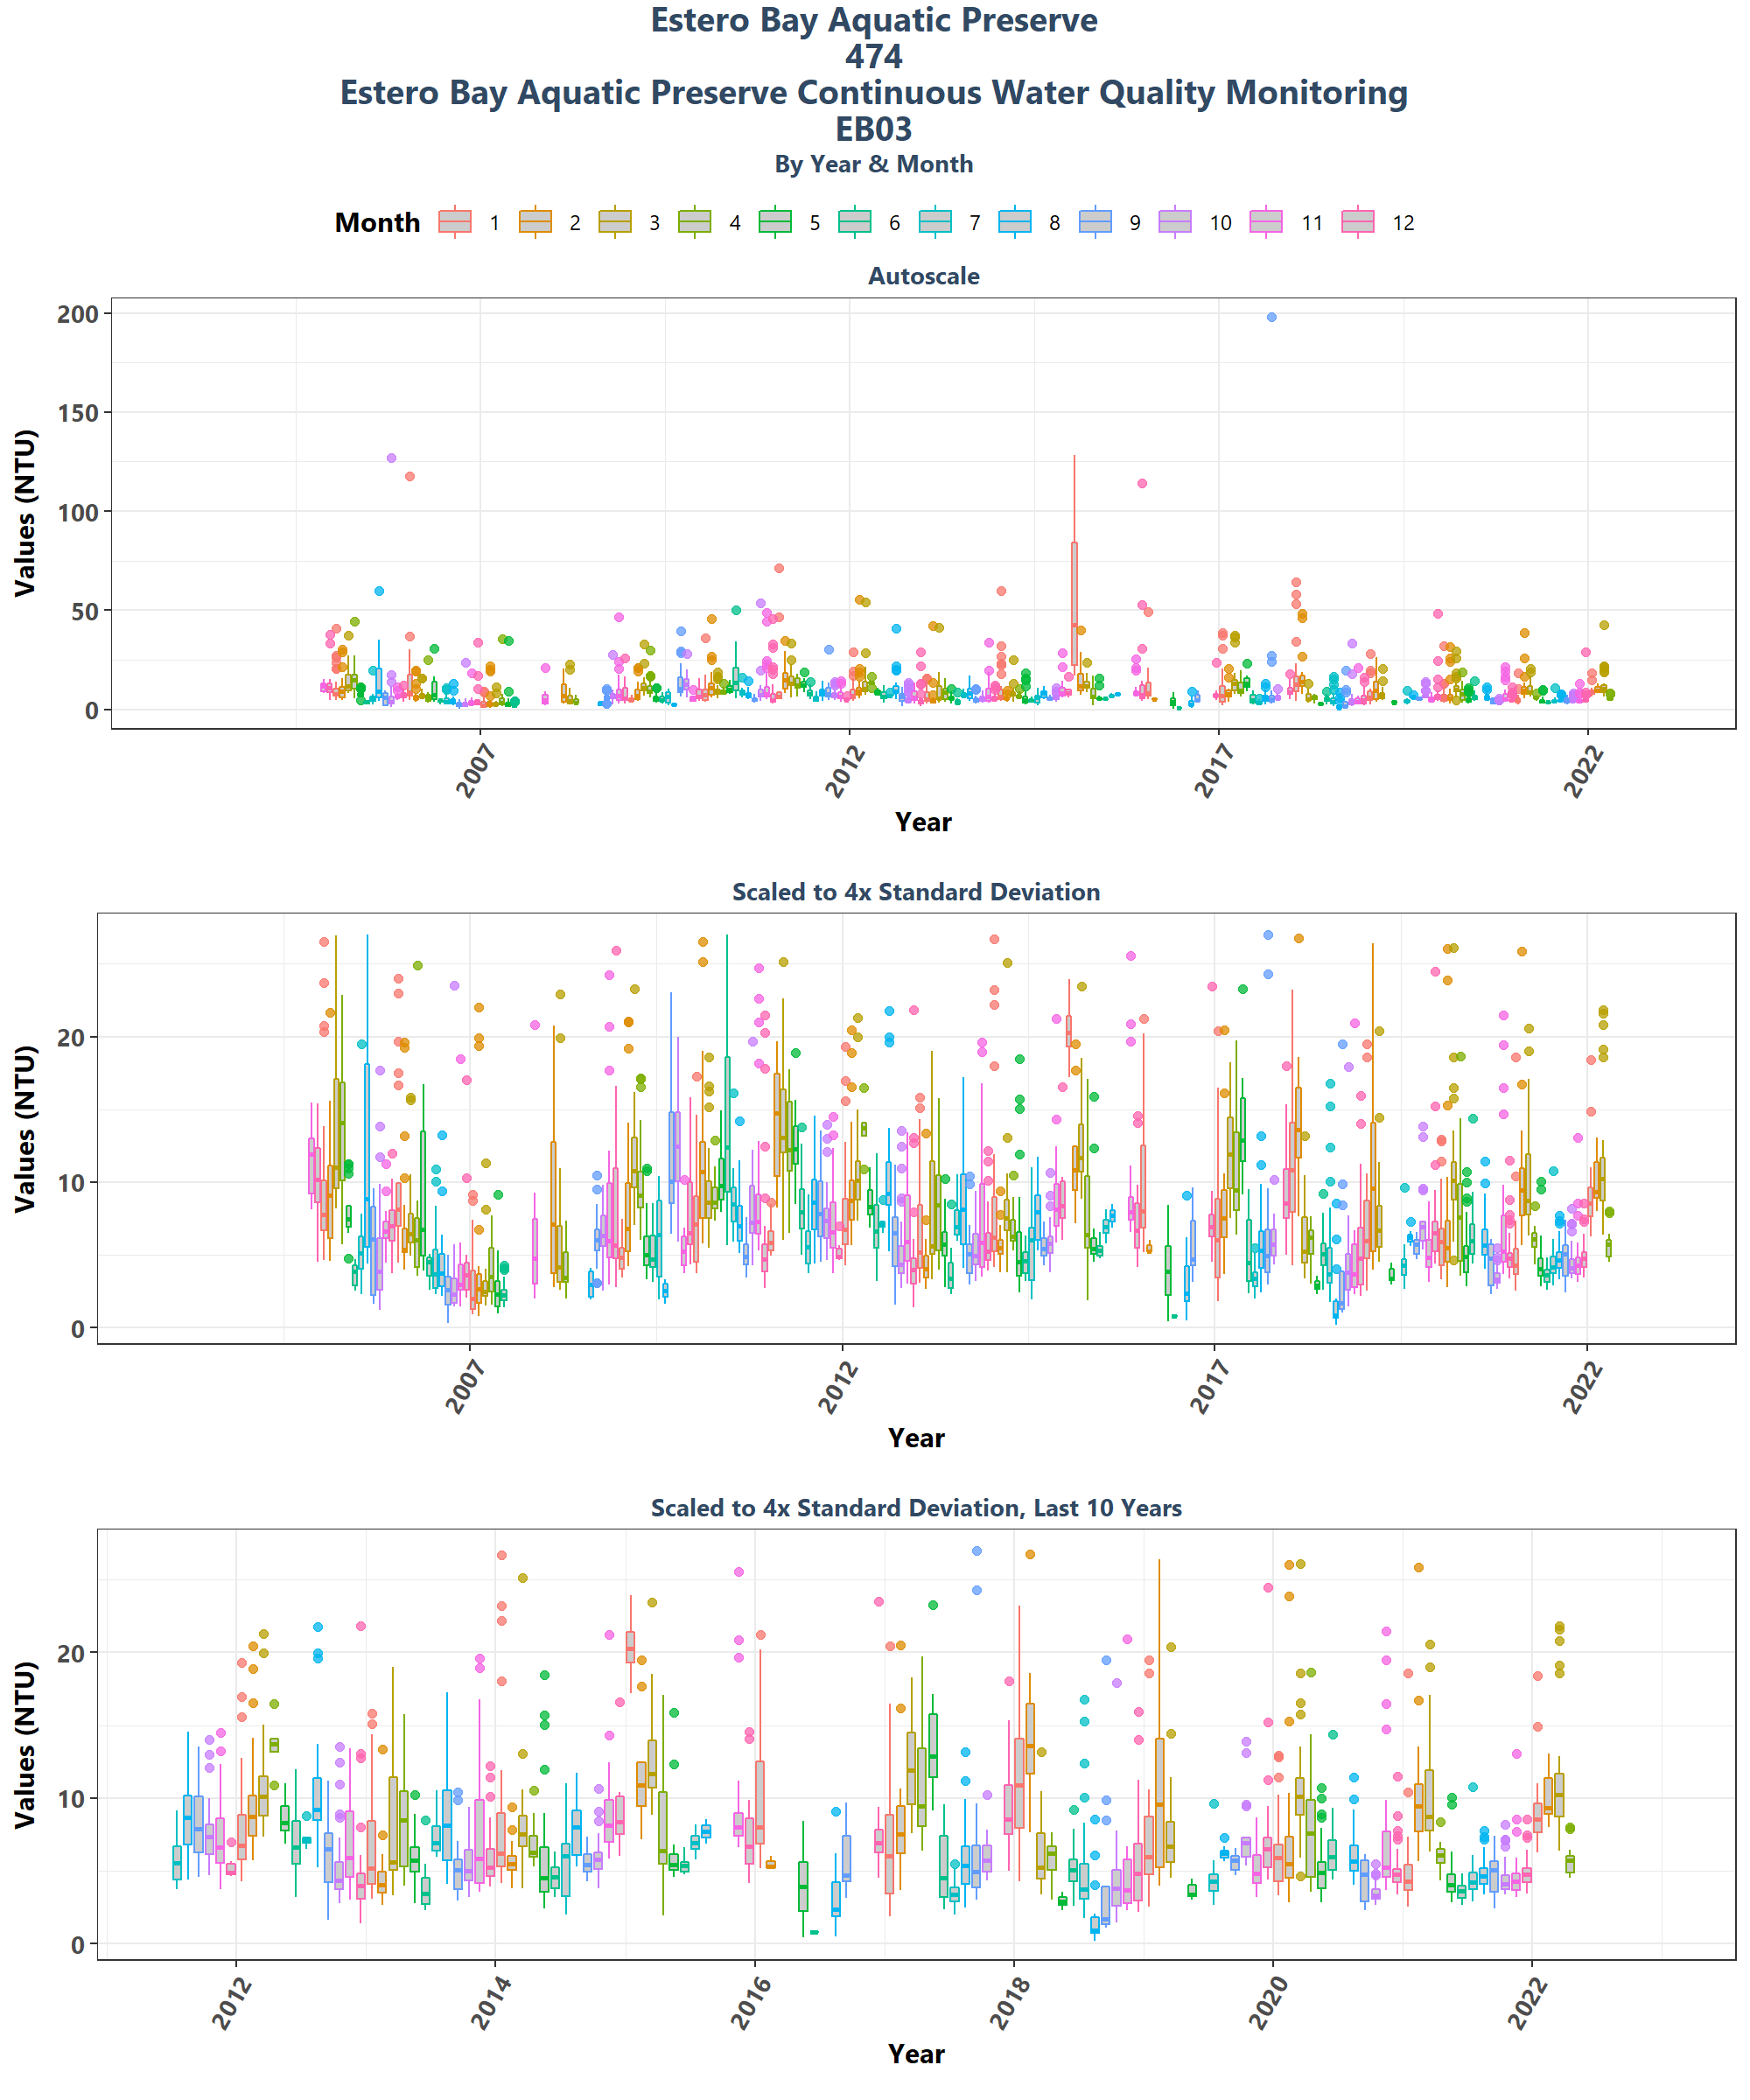 Estero Bay Aquatic Preserve
474
Estero Bay Aquatic Preserve Continuous Water Quality Monitoring
EB03
By Year & Month
Month 1 2 3 4 5 6 7 8 9 10 11 12
Autoscale
Values (NTU)
200
150
100
50
0
2007 2012 2017 2022
Year
Scaled to 4x Standard Deviation
Values (NTU)
20
10
0
2007 2012 2017 2022
Year
Scaled to 4x Standard Deviation, Last 10 Years
Values (NTU)
20
10
0
2012 2014 2016 2018 2020 2022
Year